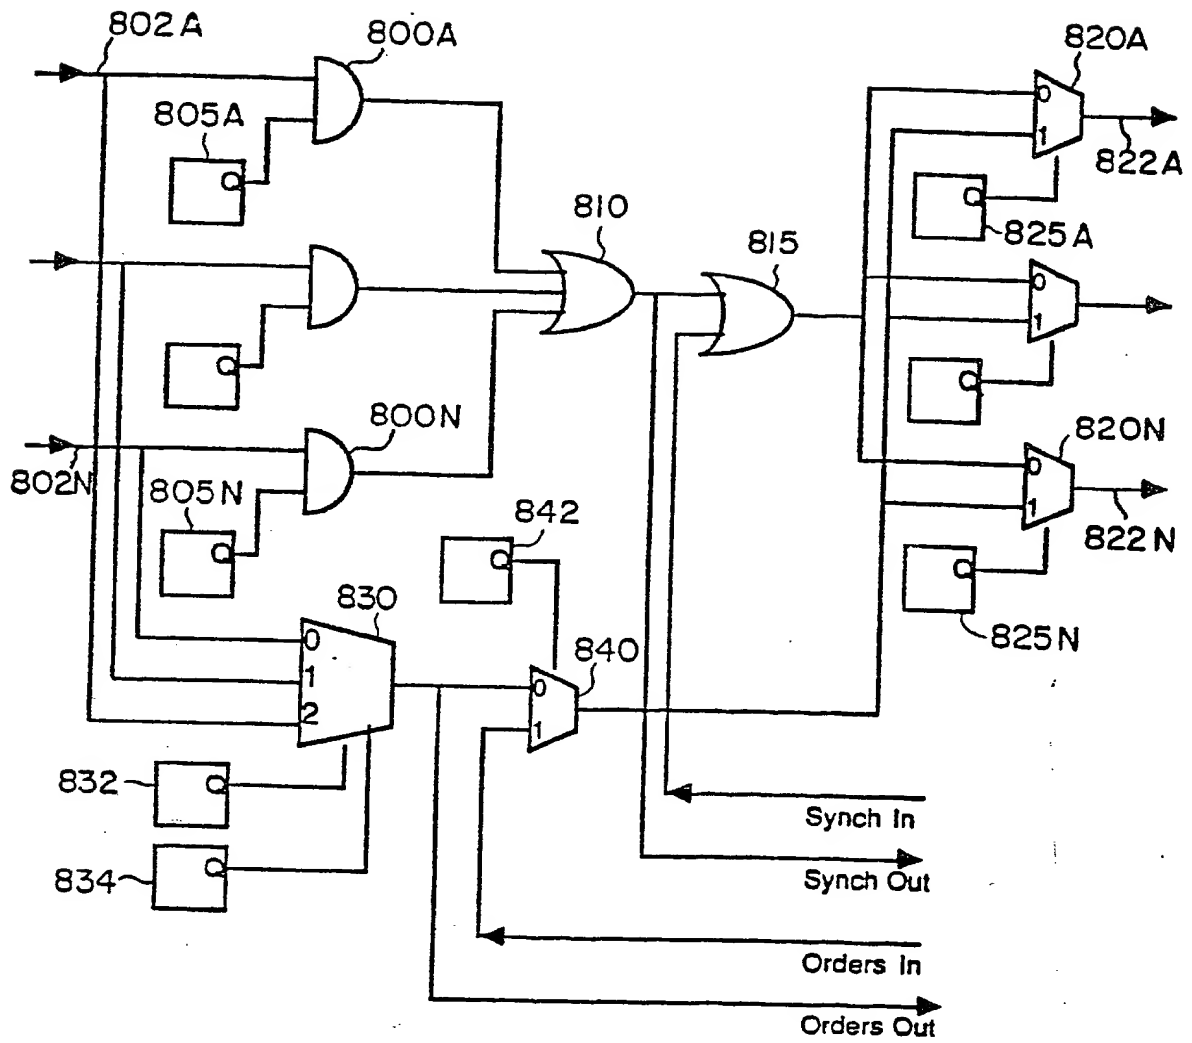 802A
800A
820A
0
805A
1
Q
822A
Q
810
825A
815
0
1
Q
Q
800N
820N
0
802N
805N
842
1
822N
Q
Q
Q
830
825N
0
840
1
0
2
1
832
Q
Synch In
834
Q
Synch Out
Orders In
Orders Out